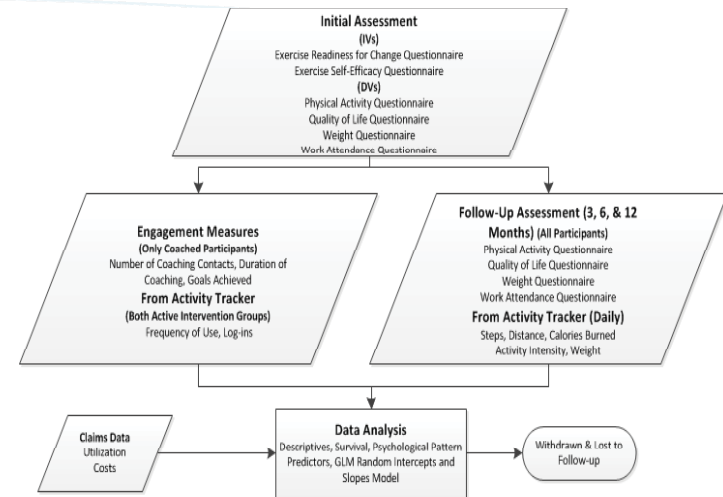 Initial Assessment
(IVs)
Exercise Readiness for Change Questionnaire
Exercise Self-Efficacy Questionnaire
(DVs)
Physical Activity Questionnaire
Quality of Life Questionnaire
Weight Questionnaire
Work Attendance Questionnaire
Engagement Measures
(Only Coached Participants)
Number of Coaching Contacts, Duration of
Coaching, Goals Achieved
From Activity Tracker
(Both Active Intervention Groups)
Frequency of Use, Log-ins
Follow-Up Assessment (3, 6, & 12
Months) (All Participants)
Physical Activity Questionnaire
Quality of Life Questionnaire
Weight Questionnaire
Work Attendance Questionnaire
From Activity Tracker (Daily)
Steps, Distance, Calories Burned
Activity Intensity, Weight
Claims Data
Utilization
Costs
Data Analysis
Descriptives, Survival, Psychological Pattern
Predictors, GLM Random Intercepts and
Slopes Model
Withdrawn & Lost to
Follow-up